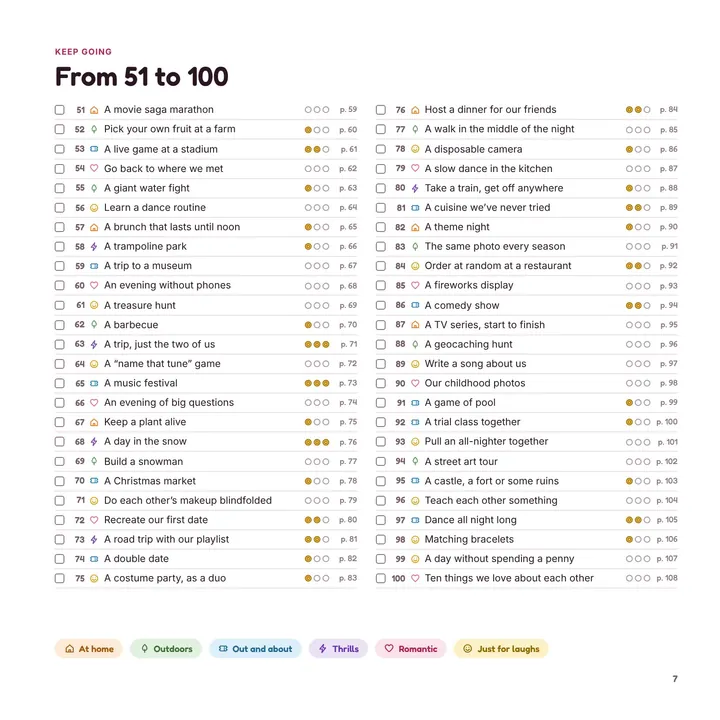 KEEP GOING
From 51 to 100
51 A movie saga marathon p. 59
52 Pick your own fruit at a farm p. 60
53 A live game at a stadium p. 61
54 Go back to where we met p. 62
55 A giant water fight p. 63
56 Learn a dance routine p. 64
57 A brunch that lasts until noon p. 65
58 A trampoline park p. 66
59 A trip to a museum p. 67
60 An evening without phones p. 68
61 A treasure hunt p. 69
62 A barbecue p. 70
63 A trip, just the two of us p. 71
64 A “name that tune” game p. 72
65 A music festival p. 73
66 An evening of big questions p. 74
67 Keep a plant alive p. 75
68 A day in the snow p. 76
69 Build a snowman p. 77
70 A Christmas market p. 78
71 Do each other’s makeup blindfolded p. 79
72 Recreate our first date p. 80
73 A road trip with our playlist p. 81
74 A double date p. 82
75 A costume party, as a duo p. 83
76 Host a dinner for our friends p. 84
77 A walk in the middle of the night p. 85
78 A disposable camera p. 86
79 A slow dance in the kitchen p. 87
80 Take a train, get off anywhere p. 88
81 A cuisine we’ve never tried p. 89
82 A theme night p. 90
83 The same photo every season p. 91
84 Order at random at a restaurant p. 92
85 A fireworks display p. 93
86 A comedy show p. 94
87 A TV series, start to finish p. 95
88 A geocaching hunt p. 96
89 Write a song about us p. 97
90 Our childhood photos p. 98
91 A game of pool p. 99
92 A trial class together p. 100
93 Pull an all-nighter together p. 101
94 A street art tour p. 102
95 A castle, a fort or some ruins p. 103
96 Teach each other something p. 104
97 Dance all night long p. 105
98 Matching bracelets p. 106
99 A day without spending a penny p. 107
100 Ten things we love about each other p. 108
At home
Outdoors
Out and about
Thrills
Romantic
Just for laughs
7